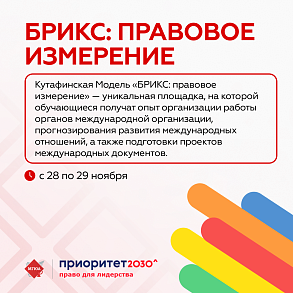 БРИКС: ПРАВОВОЕ
ИЗМЕРЕНИЕ
Кутафинская Модель «БРИКС: правовое
измерение» — уникальная площадка, на которой
обучающиеся получат опыт организации работы
органов международной организации,
прогнозирования развития международных
отношений, а также подготовки проектов
международных документов.
с 28 по 29 ноября
МГЮА
приоритет2030^
право для лидерства